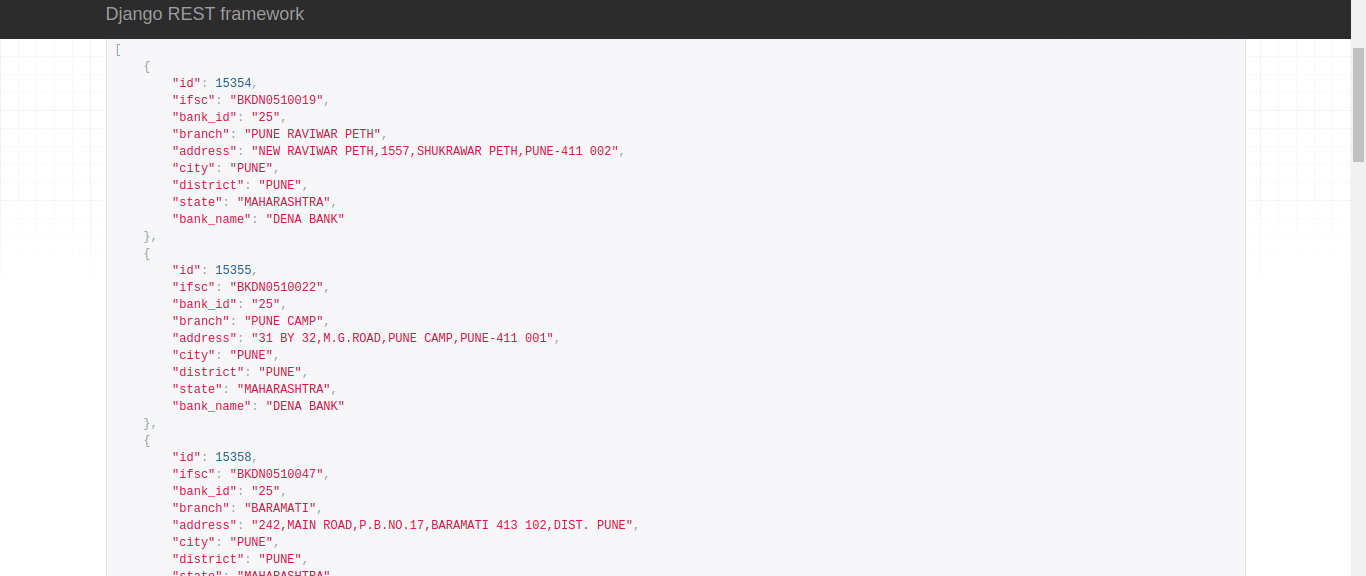 Django REST framework
[
    {
        "id": 15354,
        "ifsc": "BKDN0510019",
        "bank_id": "25",
        "branch": "PUNE RAVIWAR PETH",
        "address": "NEW RAVIWAR PETH,1557,SHUKRAWAR PETH,PUNE-411 002",
        "city": "PUNE",
        "district": "PUNE",
        "state": "MAHARASHTRA",
        "bank_name": "DENA BANK"
    },
    {
        "id": 15355,
        "ifsc": "BKDN0510022",
        "bank_id": "25",
        "branch": "PUNE CAMP",
        "address": "31 BY 32,M.G.ROAD,PUNE CAMP,PUNE-411 001",
        "city": "PUNE",
        "district": "PUNE",
        "state": "MAHARASHTRA",
        "bank_name": "DENA BANK"
    },
    {
        "id": 15358,
        "ifsc": "BKDN0510047",
        "bank_id": "25",
        "branch": "BARAMATI",
        "address": "242,MAIN ROAD,P.B.NO.17,BARAMATI 413 102,DIST. PUNE",
        "city": "PUNE",
        "district": "PUNE",
        "state": "MAHARASHTRA",